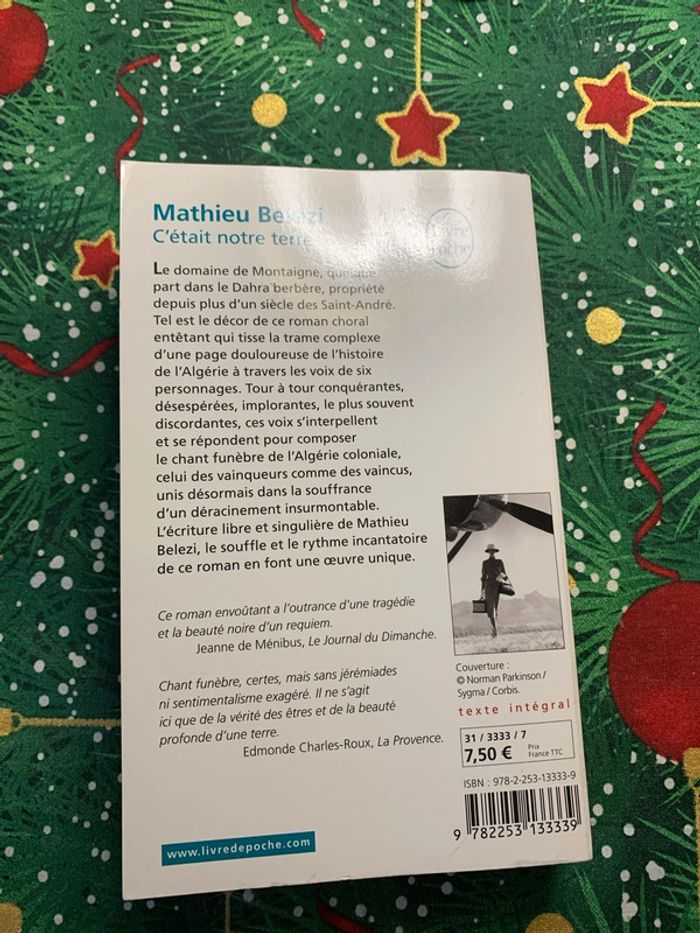 Mathieu Belezi
C'était notre terre
Le Livre de Poche
Le domaine de Montaigne, quelque
part dans le Dahra berbère, propriété
depuis plus d'un siècle des Saint-André.
Tel est le décor de ce roman choral
entêtant qui tisse la trame complexe
d'une page douloureuse de l'histoire
de l'Algérie à travers les voix de six
personnages. Tour à tour conquérantes,
désespérées, implorantes, le plus souvent
discordantes, ces voix s'interpellent
et se répondent pour composer
le chant funèbre de l'Algérie coloniale,
celui des vainqueurs comme des vaincus,
unis désormais dans la souffrance
d'un déracinement insurmontable.
L'écriture libre et singulière de Mathieu
Belezi, le souffle et le rythme incantatoire
de ce roman en font une œuvre unique.
Ce roman envoûtant a l'outrance d'une tragédie
et la beauté noire d'un requiem.
Jeanne de Ménibus, Le Journal du Dimanche.
Chant funèbre, certes, mais sans jérémiades
ni sentimentalisme exagéré. Il ne s'agit
ici que de la vérité des êtres et de la beauté
profonde d'une terre.
Edmonde Charles-Roux, La Provence.
www.livredepoche.com
Couverture :
© Norman Parkinson /
Sygma / Corbis.
texte intégral
31 / 3333 / 7
7,50 € Prix
France TTC
ISBN : 978-2-253-13333-9
9 782253 133339